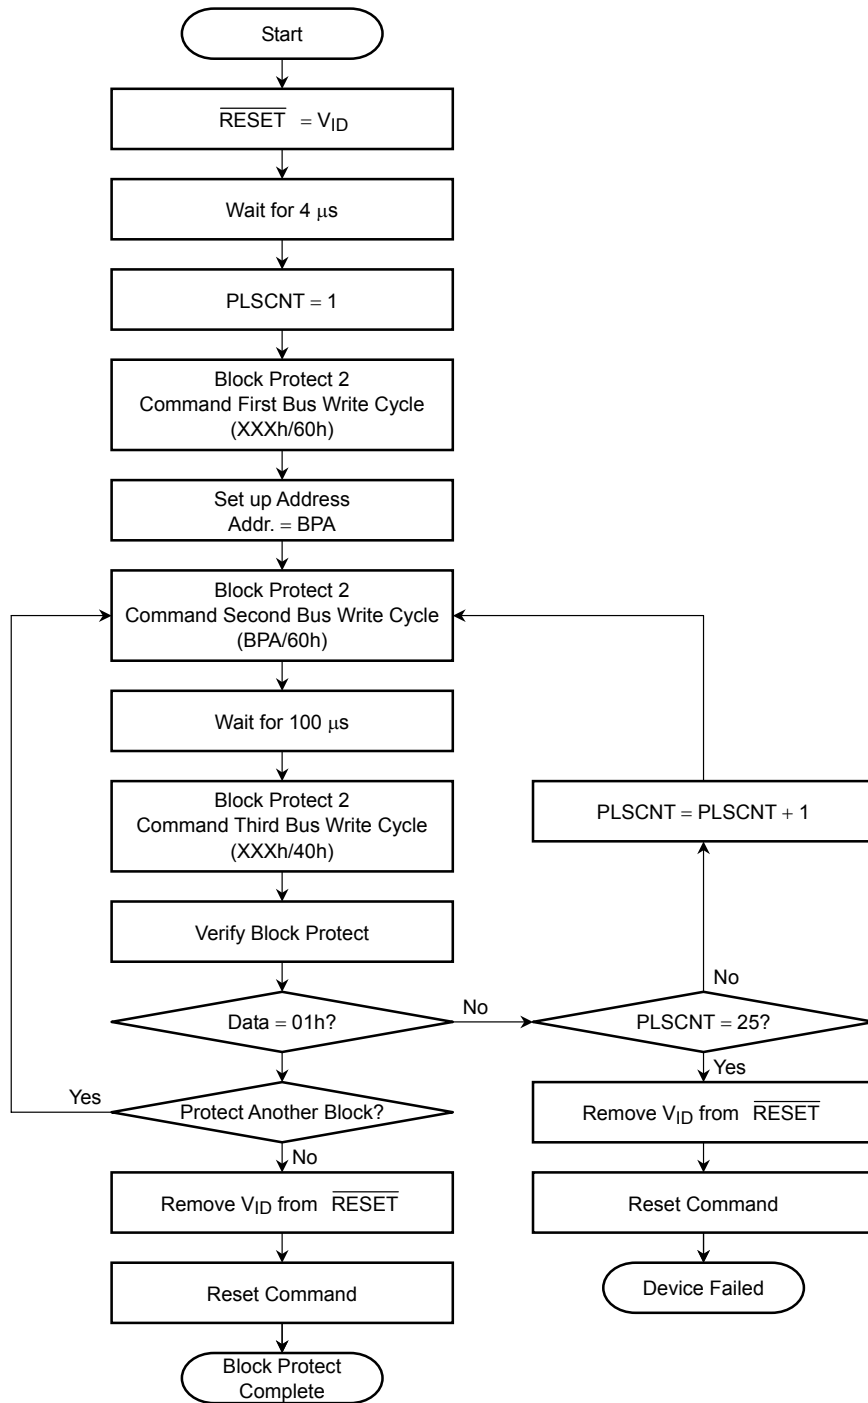 Start
RESET = VID
Wait for 4 μs
PLSCNT = 1
Block Protect 2
Command First Bus Write Cycle
(XXXh/60h)
Set up Address
Addr. = BPA
Block Protect 2
Command Second Bus Write Cycle
(BPA/60h)
Wait for 100 μs
Block Protect 2
Command Third Bus Write Cycle
(XXXh/40h)
PLSCNT = PLSCNT + 1
Verify Block Protect
Data = 01h?
No
PLSCNT = 25?
No
Yes
Protect Another Block?
Yes
No
Remove VID from RESET
Reset Command
Block Protect
Complete
Remove VID from RESET
Reset Command
Device Failed